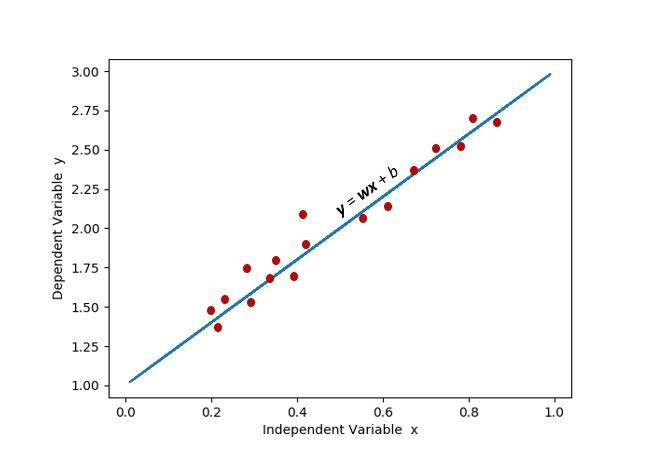 3.00
2.75
2.50
2.25
2.00
1.75
1.50
1.25
1.00
Dependent Variable y
y = wx + b
0.0 0.2 0.4 0.6 0.8 1.0
Independent Variable x